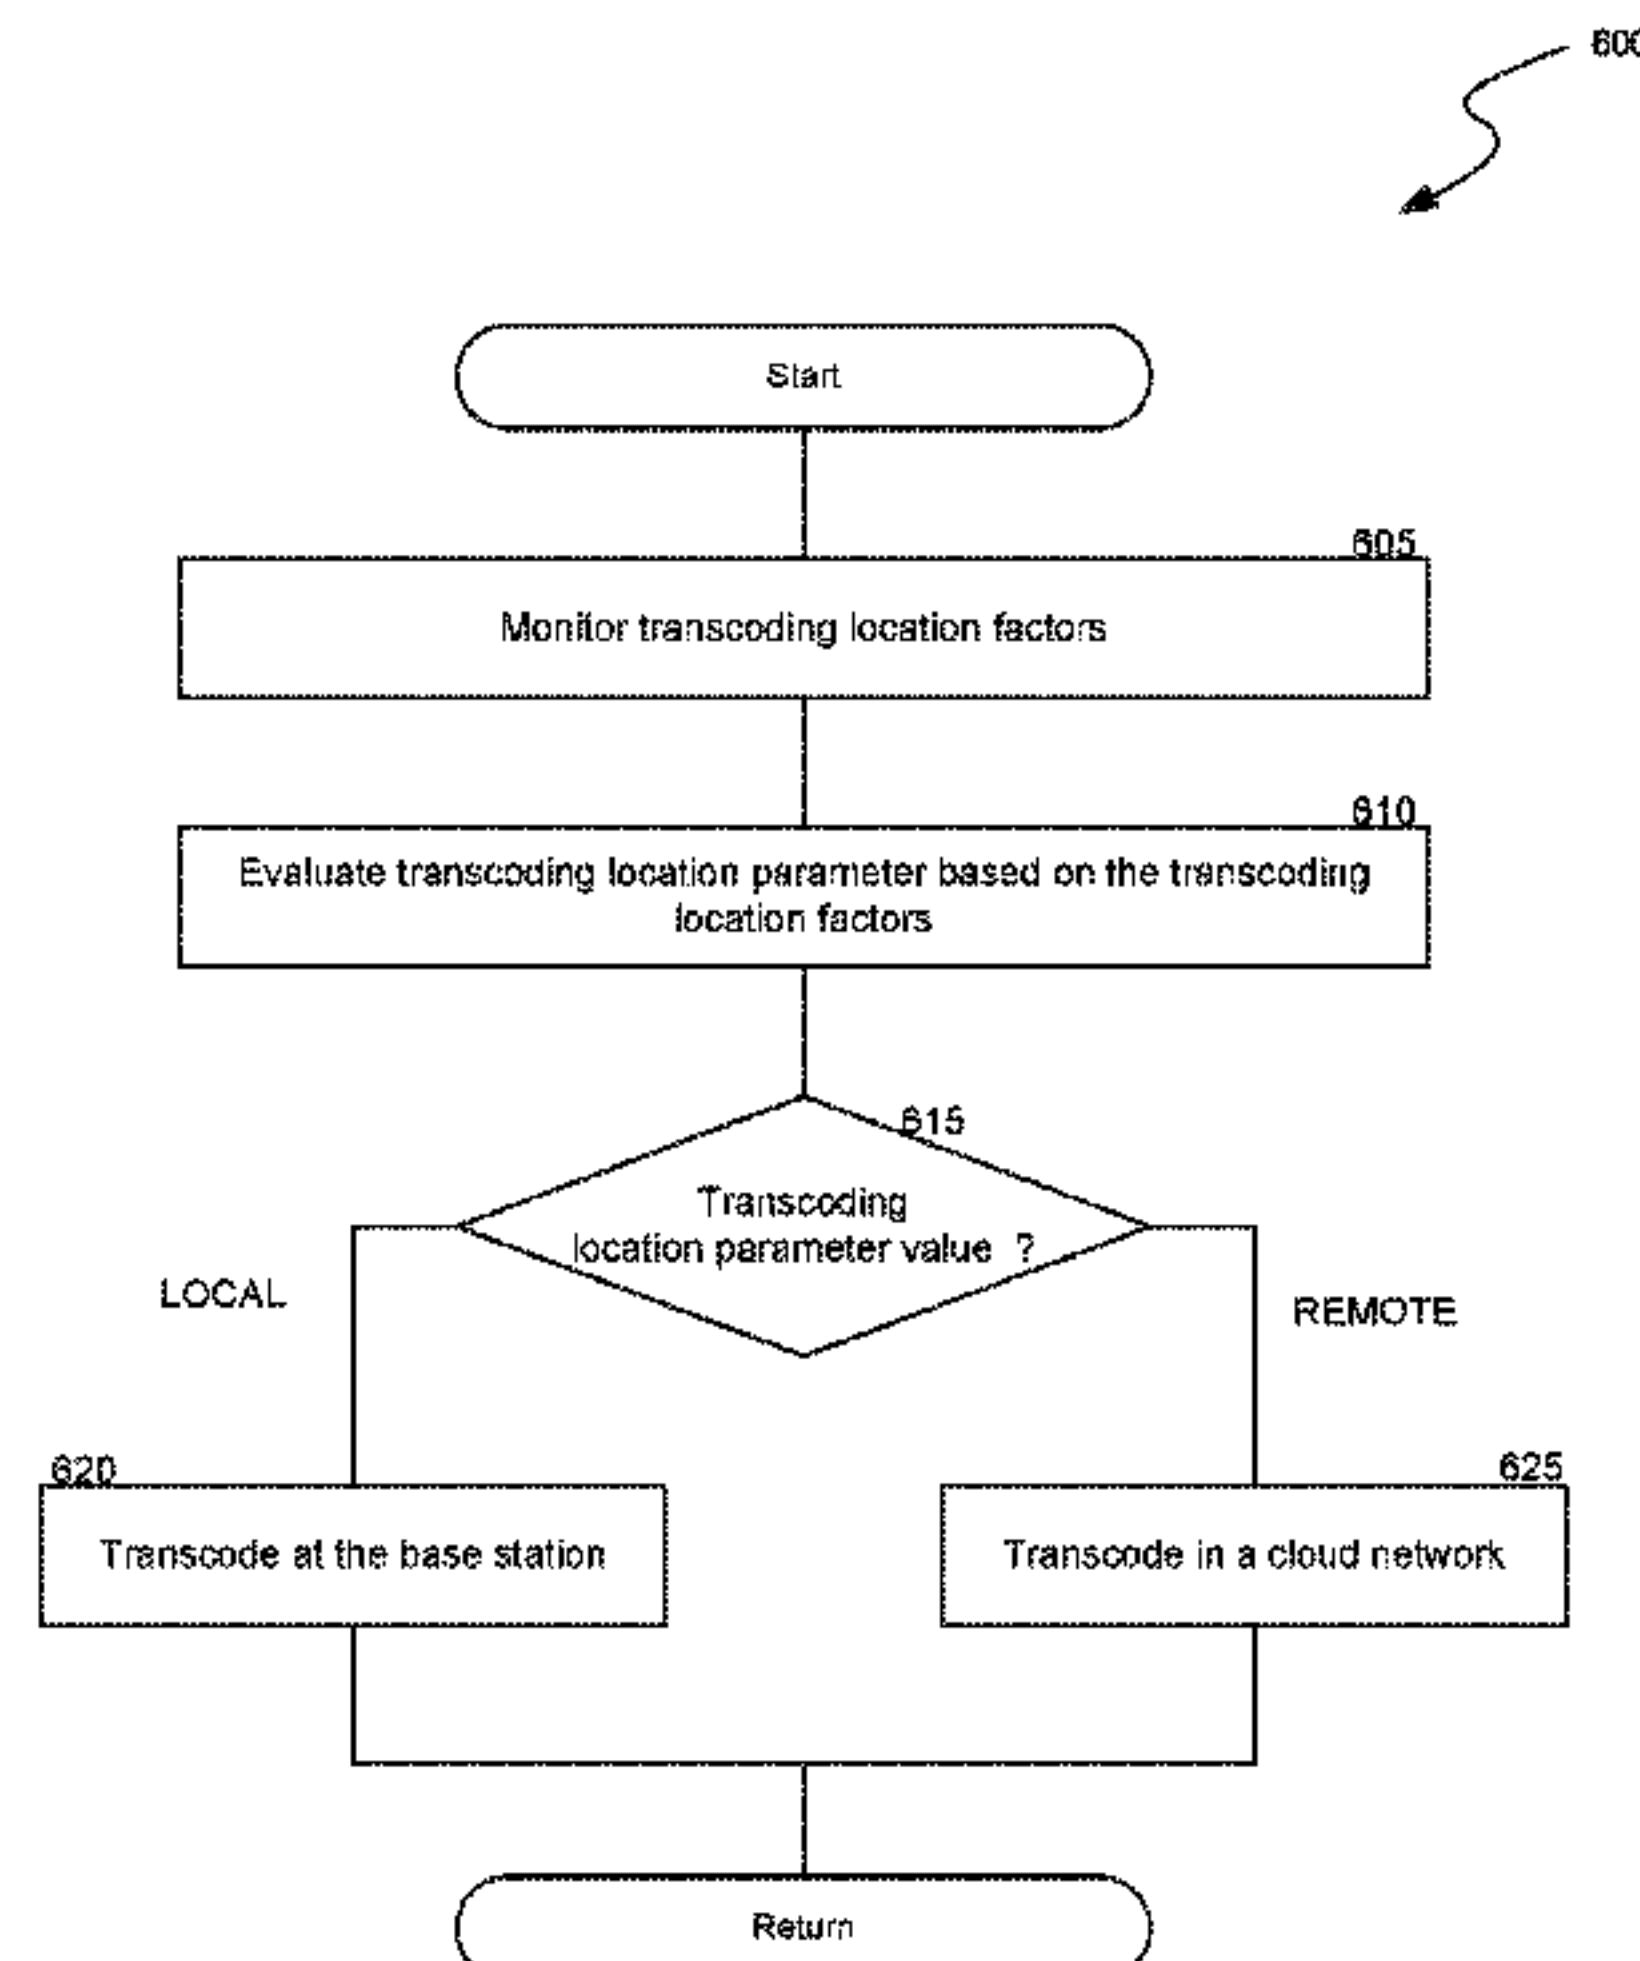 600
Start
605
Monitor transcoding location factors
610
Evaluate transcoding location parameter based on the transcoding
location factors
615
Transcoding
location parameter value ?
LOCAL
REMOTE
620
Transcode at the base station
625
Transcode in a cloud network
Return